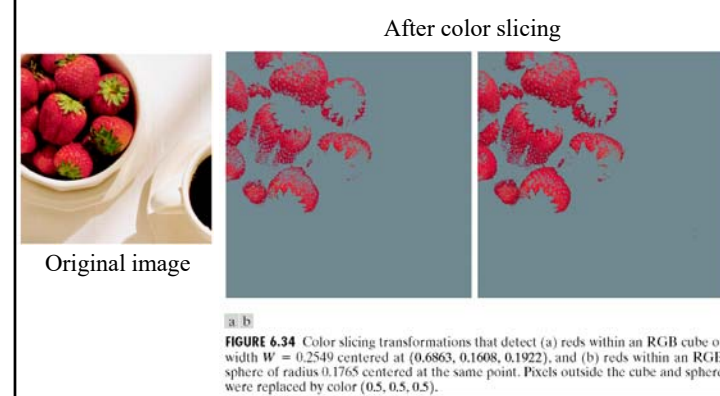 After color slicing
Original image
a b
FIGURE 6.34 Color slicing transformations that detect (a) reds within an RGB cube o
width W = 0.2549 centered at (0.6863, 0.1608, 0.1922), and (b) reds within an RGB
sphere of radius 0.1765 centered at the same point. Pixels outside the cube and sphere
were replaced by color (0.5, 0.5, 0.5).